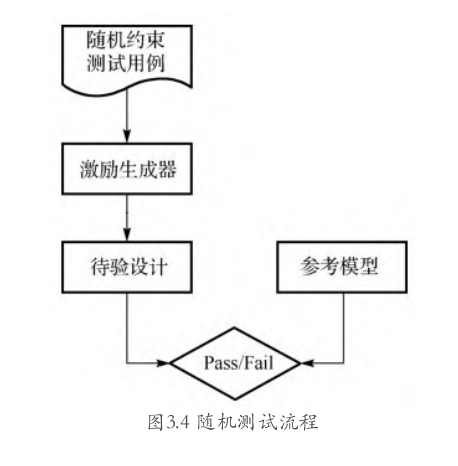 随机约束
测试用例
激励生成器
待验设计
参考模型
Pass/Fail
图3.4 随机测试流程